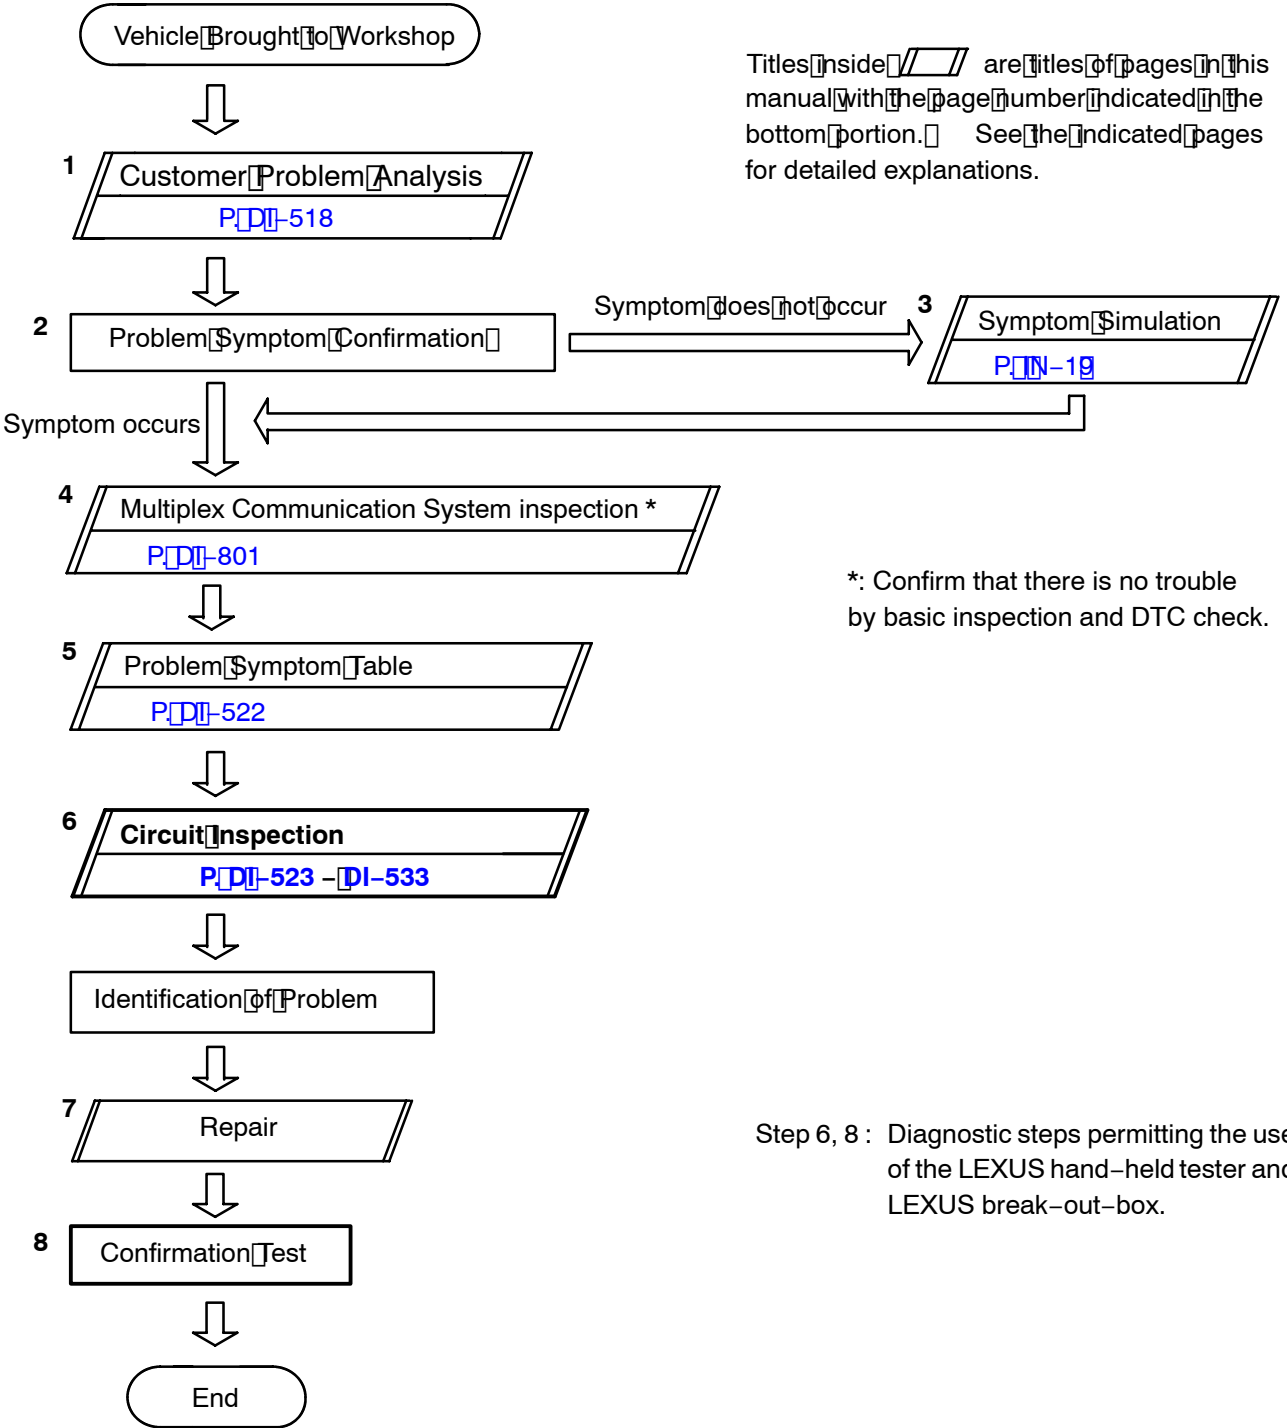 Vehicle Brought to Workshop
Titles inside are titles of pages in this
manual with the page number indicated in the
bottom portion. See the indicated pages
for detailed explanations.
1
Customer Problem Analysis
P. DI–518
2
Problem Symptom Confirmation
Symptom does not occur
3
Symptom Simulation
P. IN–19
Symptom occurs
4
Multiplex Communication System inspection *
P. DI–801
*: Confirm that there is no trouble
by basic inspection and DTC check.
5
Problem Symptom Table
P. DI–522
6
Circuit Inspection
P. DI–523 – DI–533
Identification of Problem
7
Repair
Step 6, 8 : Diagnostic steps permitting the use
of the LEXUS hand–held tester and
LEXUS break–out–box.
8
Confirmation Test
End